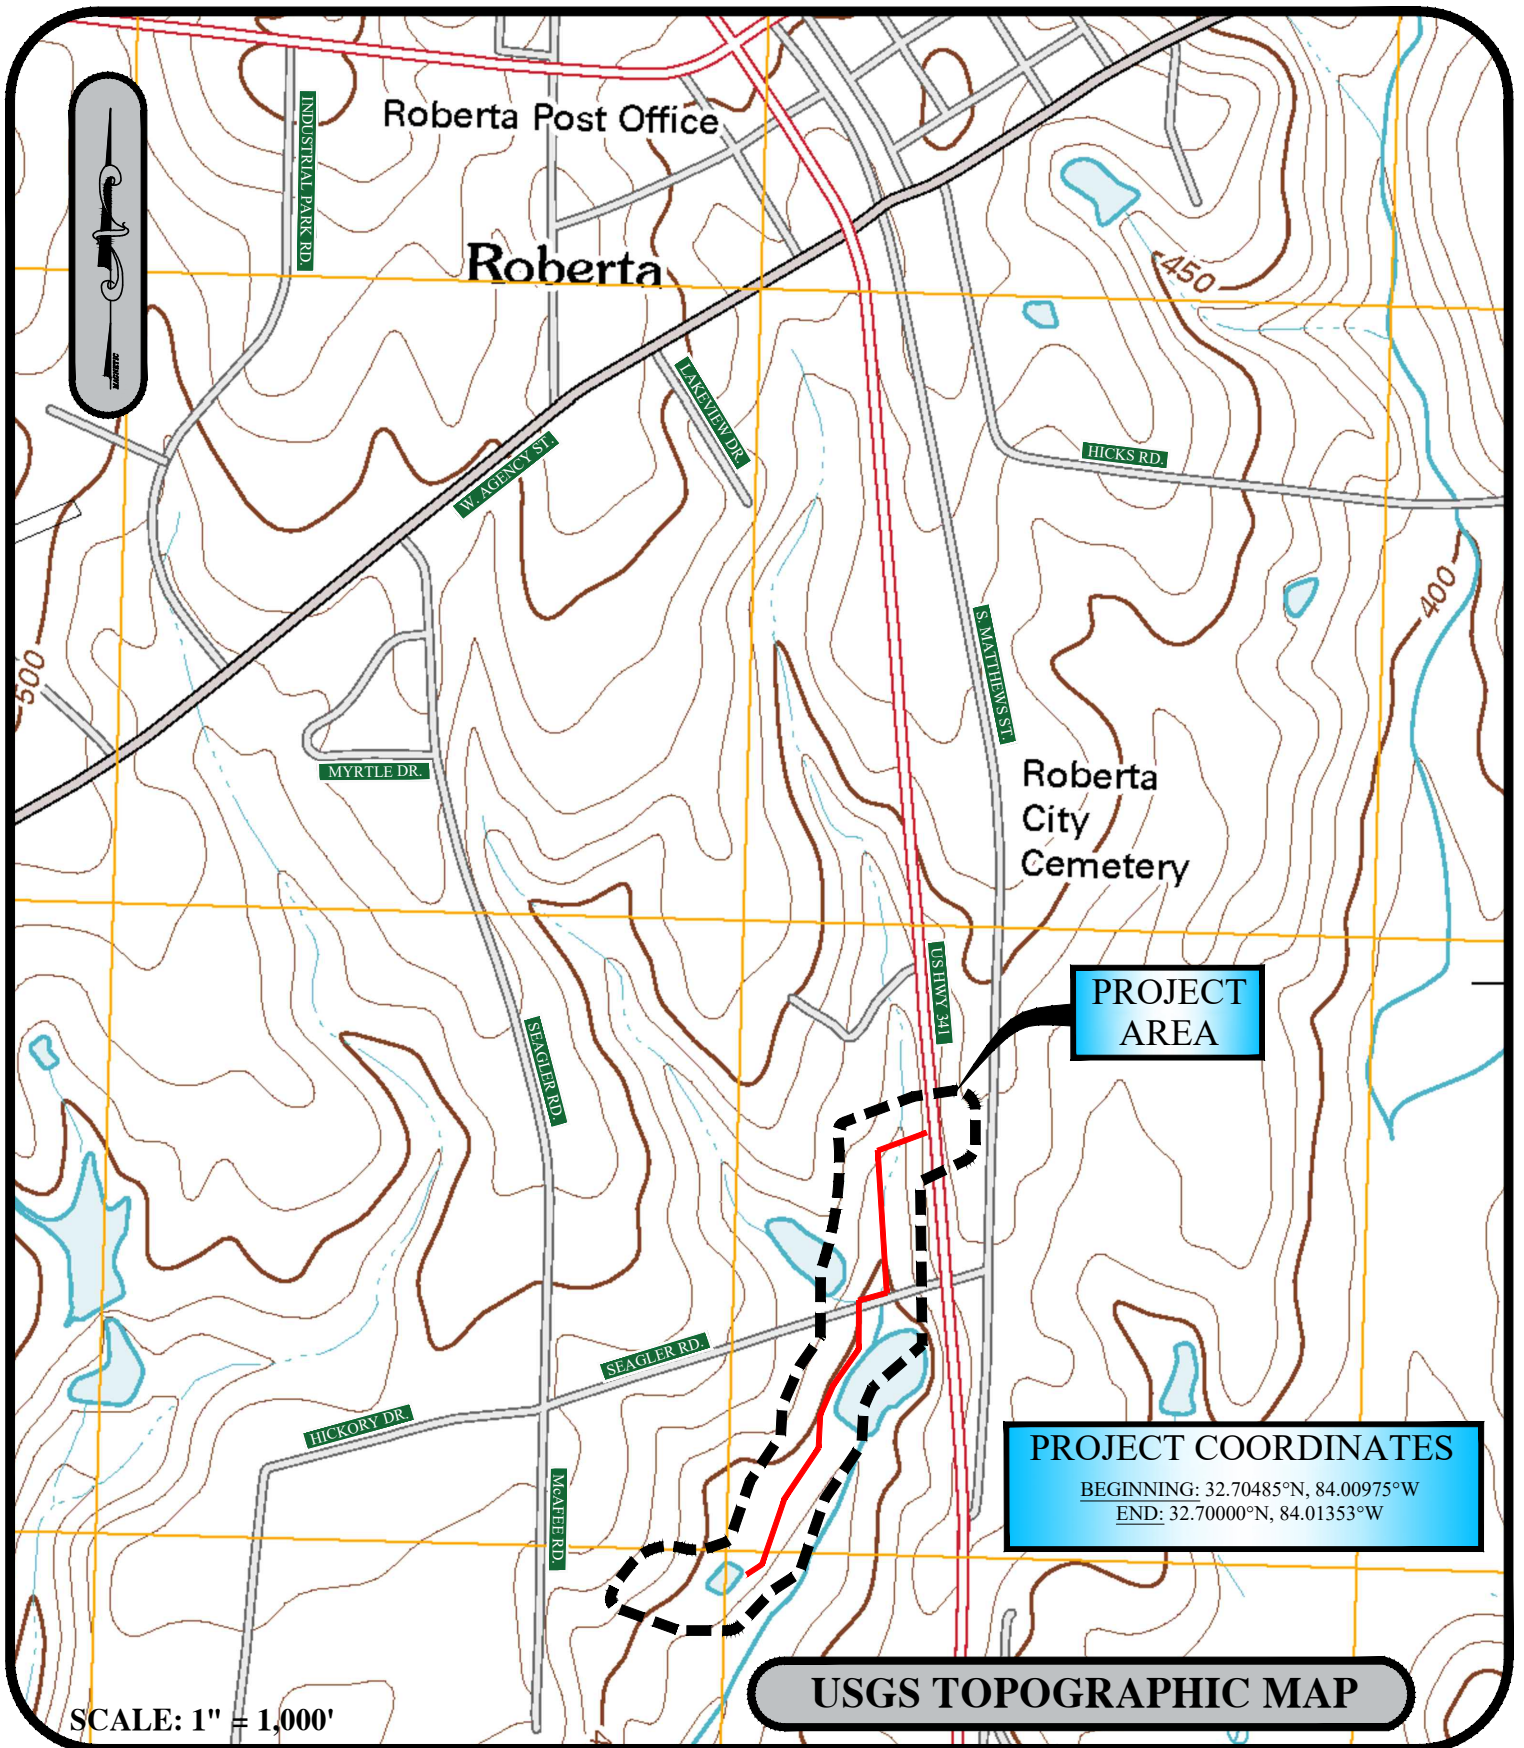 INDUSTRIAL PARK RD.
Roberta Post Office
Roberta
450
MAGNETIC
LAKEVIEW DR.
HICKS RD.
W. AGENCY ST.
400
500
S. MATTHEWS ST.
MYRTLE DR.
Roberta
City
Cemetery
US HWY 341
PROJECT
AREA
SEAGLER RD.
SEAGLER RD.
HICKORY DR.
McAFEE RD.
PROJECT COORDINATES
BEGINNING: 32.70485°N, 84.00975°W
END: 32.70000°N, 84.01353°W
USGS TOPOGRAPHIC MAP
SCALE: 1" = 1,000'